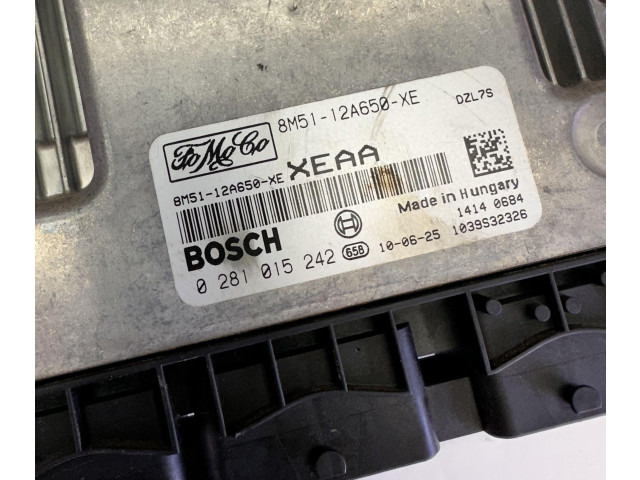 8M51-12A650-XE DZL7S
FoMoCo
8M51-12A650-XE XEAA
Made in Hungary
BOSCH 1414 0684
0 281 015 242 65B 10-06-25 1039S32326